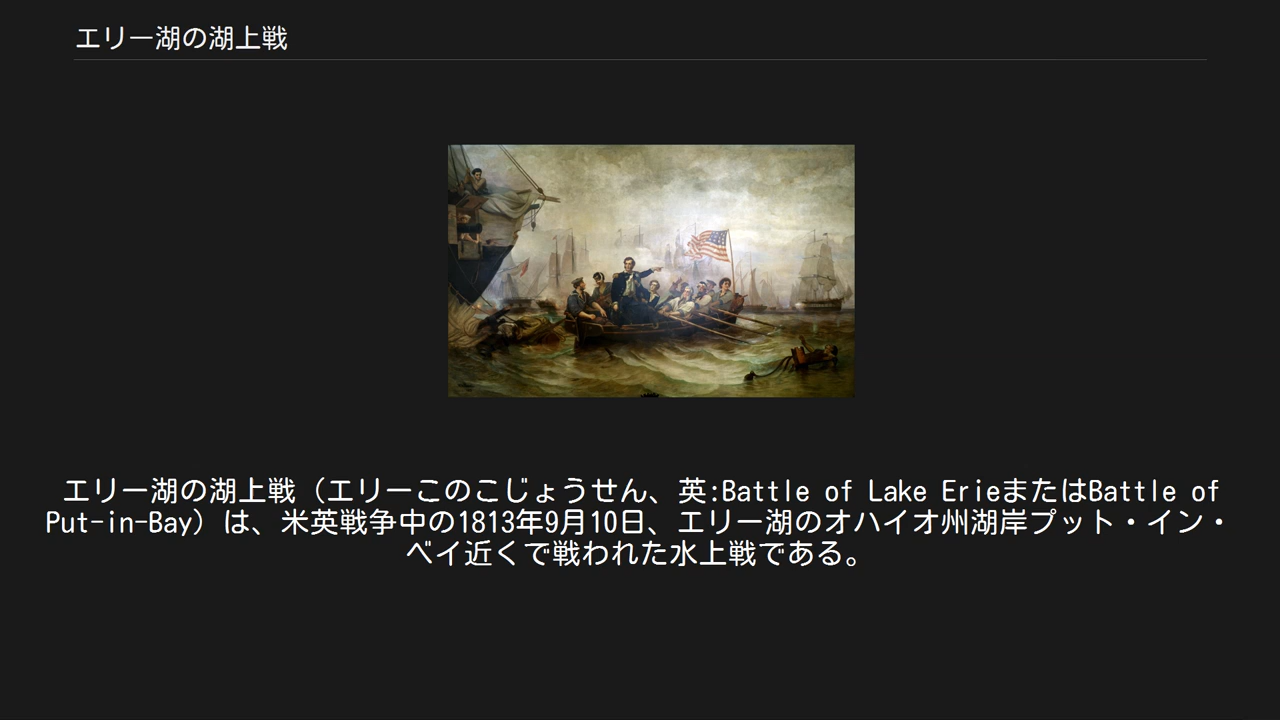 エリー湖の湖上戦
エリー湖の湖上戦（エリーこのこじょうせん、英:Battle of Lake ErieまたはBattle of
Put-in-Bay）は、米英戦争中の1813年9月10日、エリー湖のオハイオ州湖岸プット・イン・
ベイ近くで戦われた水上戦である。